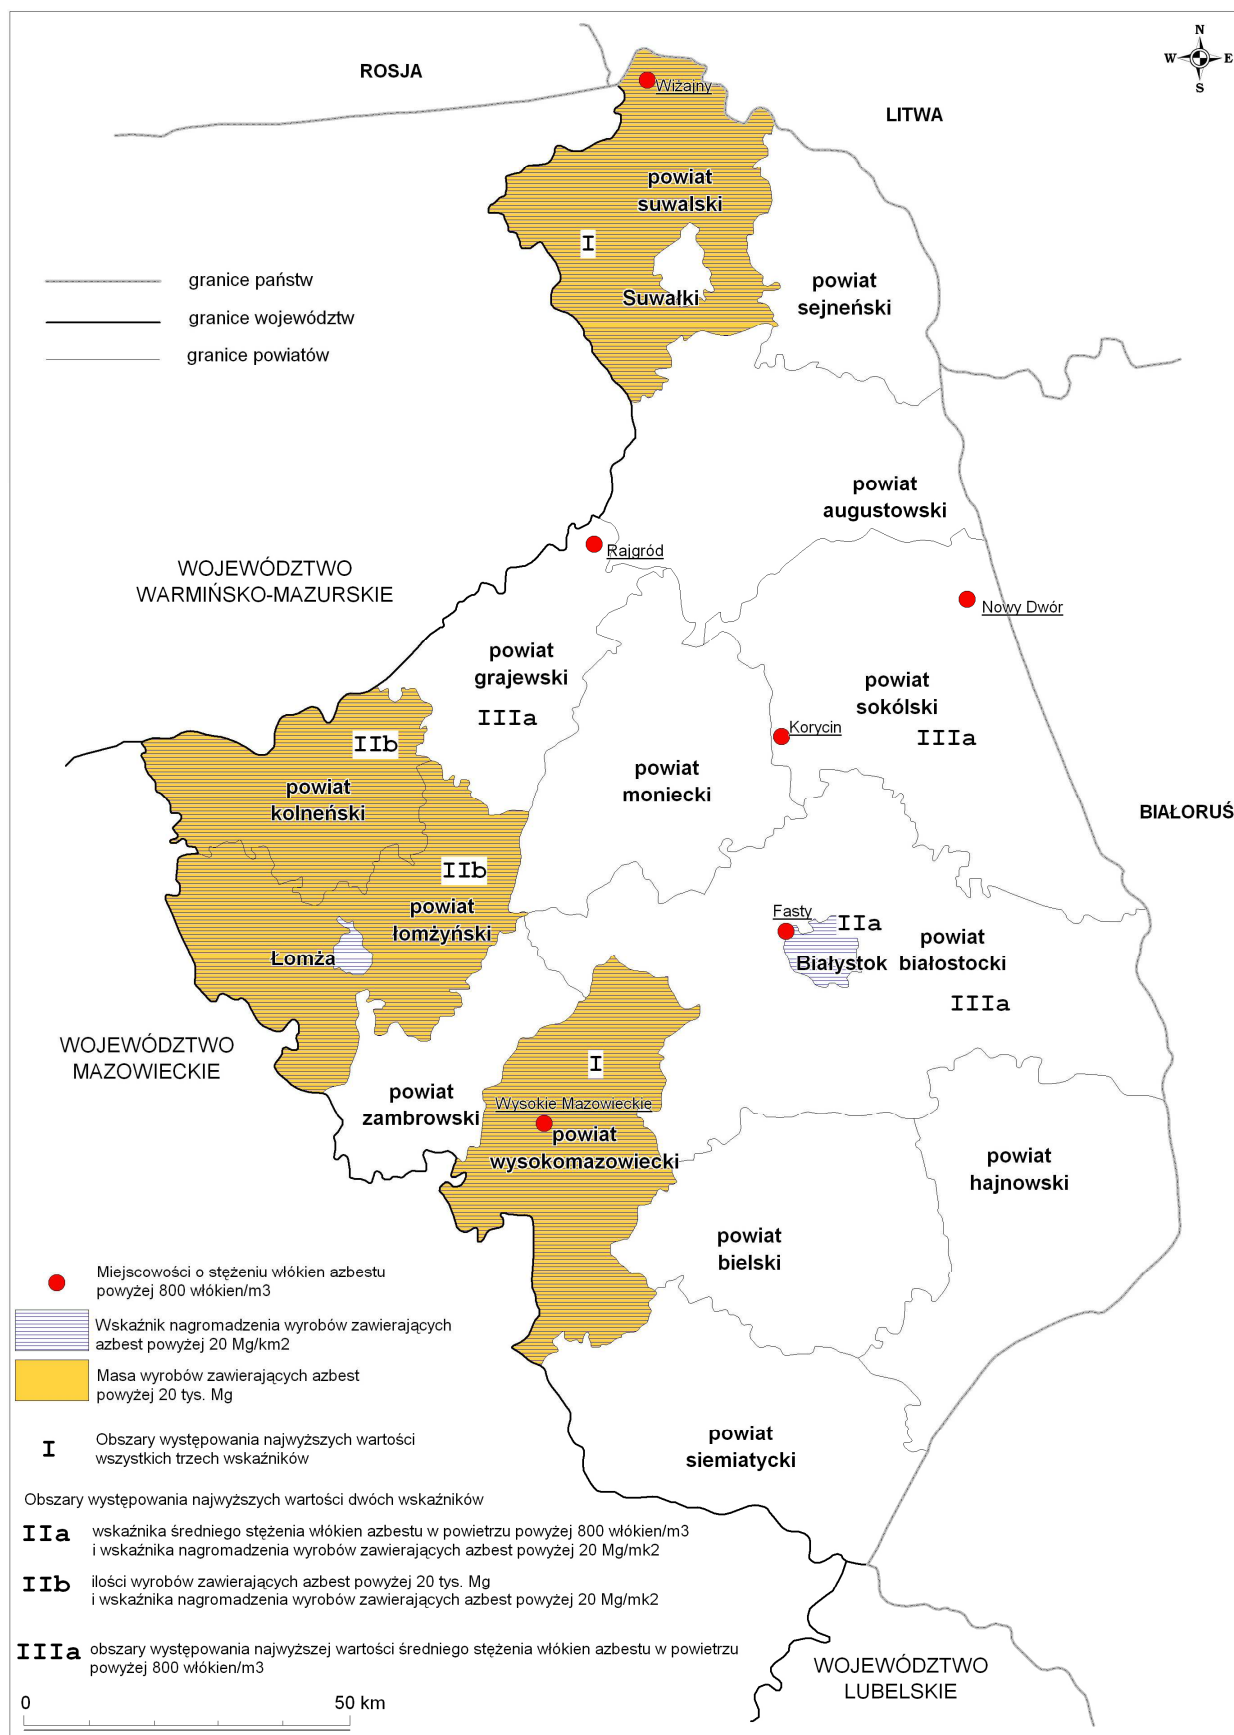 N
W E
S
ROSJA
LITWA
Wiżajny
powiat
suwalski
I
Suwałki
powiat
sejneński
granice państw
granice województw
granice powiatów
powiat
augustowski
Rajgród
WOJEWÓDZTWO
WARMIŃSKO-MAZURSKIE
Nowy Dwór
powiat
grajewski
IIIa
powiat
sokólski
IIIa
Korycin
IIb
powiat
kolneński
powiat
moniecki
BIAŁORUŚ
IIb
powiat
łomżyński
Łomża
Fasty
IIa
Białystok
powiat
białostocki
IIIa
WOJEWÓDZTWO
MAZOWIECKIE
I
powiat
zambrowski
Wysokie Mazowieckie
powiat
wysokomazowiecki
powiat
hajnowski
powiat
bielski
powiat
siemiatycki
Miejscowości o stężeniu włókien azbestu
powyżej 800 włókien/m3
Wskaźnik nagromadzenia wyrobów zawierających
azbest powyżej 20 Mg/km2
Masa wyrobów zawierających azbest
powyżej 20 tys. Mg
I Obszary występowania najwyższych wartości
wszystkich trzech wskaźników
Obszary występowania najwyższych wartości dwóch wskaźników
IIa wskaźnika średniego stężenia włókien azbestu w powietrzu powyżej 800 włókien/m3
i wskaźnika nagromadzenia wyrobów zawierających azbest powyżej 20 Mg/mk2
IIb ilości wyrobów zawierających azbest powyżej 20 tys. Mg
i wskaźnika nagromadzenia wyrobów zawierających azbest powyżej 20 Mg/mk2
IIIa obszary występowania najwyższej wartości średniego stężenia włókien azbestu w powietrzu
powyżej 800 włókien/m3
0 50 km
WOJEWÓDZTWO
LUBELSKIE